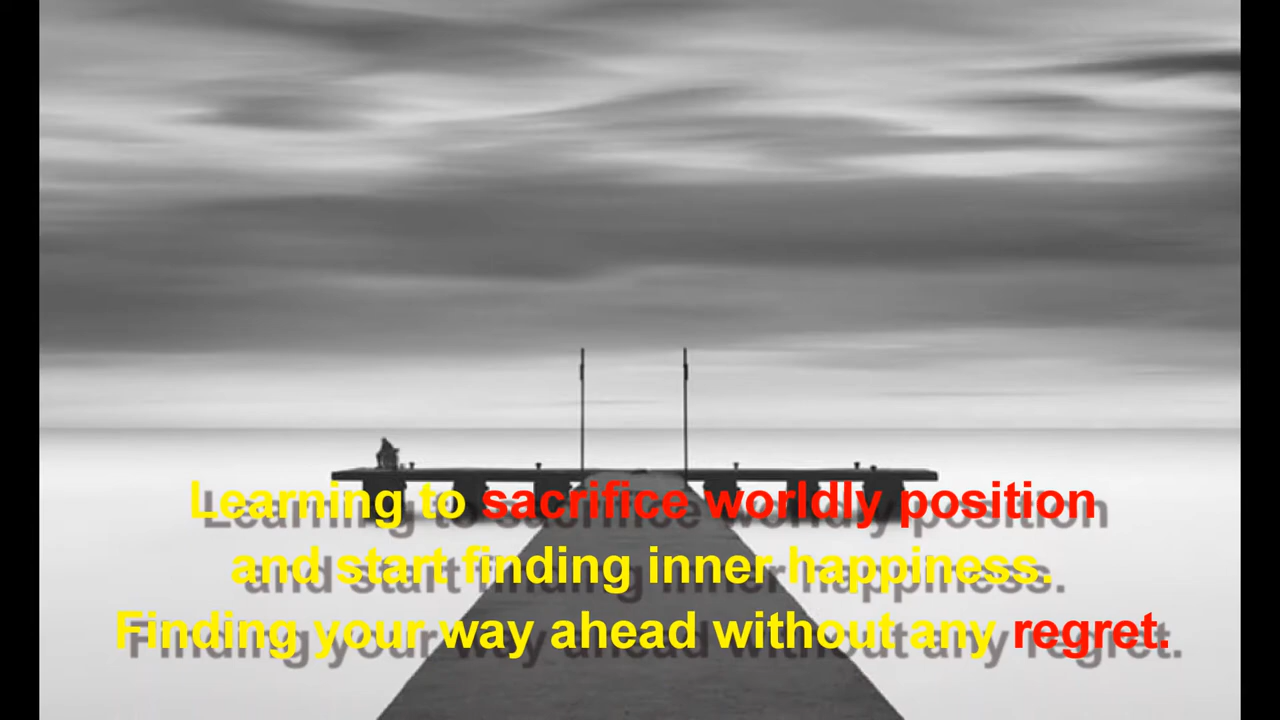 Learning to sacrifice worldly position
and start finding inner happiness.
Finding your way ahead without any regret.